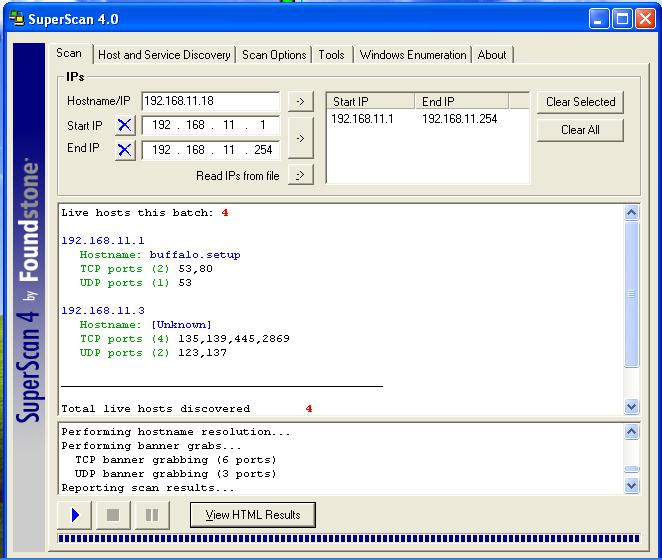 SuperScan 4.0
Scan
Host and Service Discovery
Scan Options
Tools
Windows Enumeration
About
SuperScan 4 by Foundstone
IPs
Hostname/IP 192.168.11.18 ->
Start IP 192 . 168 . 11 . 1
End IP 192 . 168 . 11 . 254
->
Read IPs from file ->
Start IP End IP
192.168.11.1 192.168.11.254
Clear Selected
Clear All
Live hosts this batch: 4
192.168.11.1
Hostname: buffalo.setup
TCP ports (2) 53,80
UDP ports (1) 53
192.168.11.3
Hostname: [Unknown]
TCP ports (4) 135,139,445,2869
UDP ports (2) 123,137
Total live hosts discovered 4
Performing hostname resolution...
Performing banner grabs...
TCP banner grabbing (6 ports)
UDP banner grabbing (3 ports)
Reporting scan results...
View HTML Results